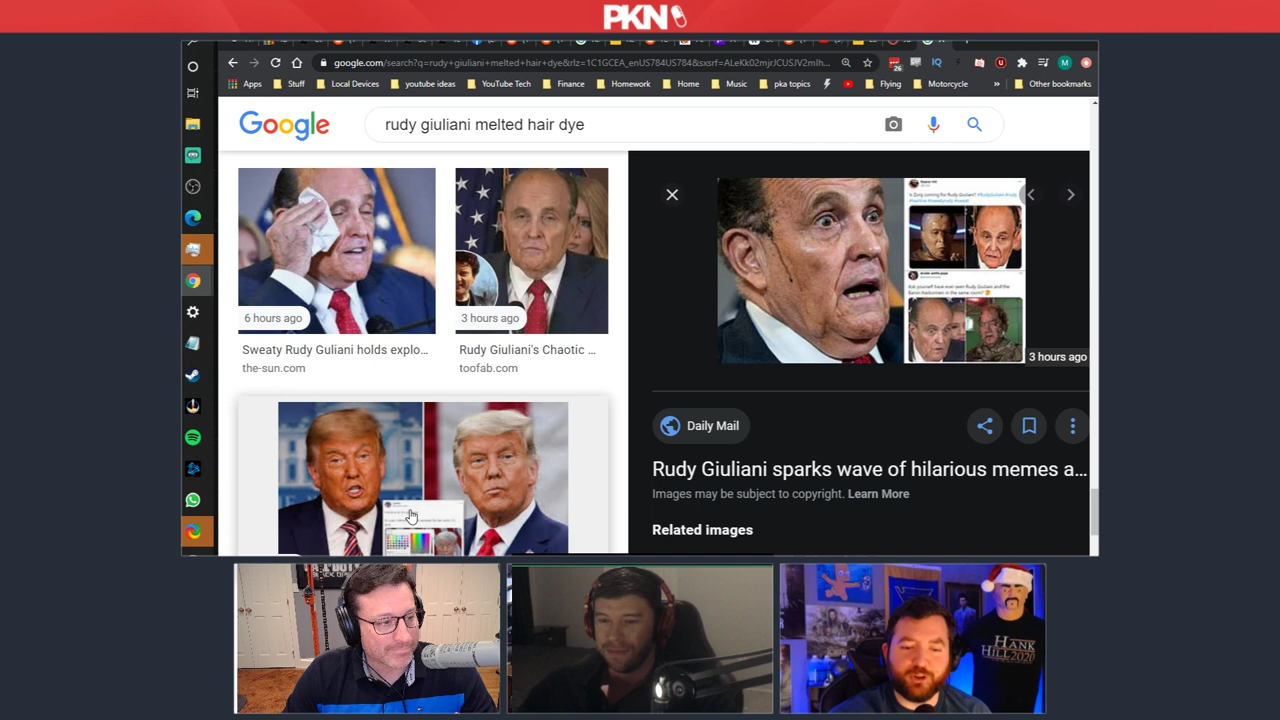 PKN
google.com/search?q=rudy+giuliani+melted+hair+dye&rlz=1C1GCEA_enUS784US784&sxsrf=ALeKk02mjrJCUSJV2mIh...
Apps Stuff Local Devices youtube ideas YouTube Tech Finance Homework Home Music pka topics Flying Motorcycle » Other bookmarks
Google
rudy giuliani melted hair dye
6 hours ago
3 hours ago
Sweaty Rudy Guliani holds explo...
the-sun.com
Rudy Giuliani's Chaotic ...
toofab.com
3 hours ago
Daily Mail
Rudy Giuliani sparks wave of hilarious memes a...
Images may be subject to copyright. Learn More
Related images
HANK
HILL 2020